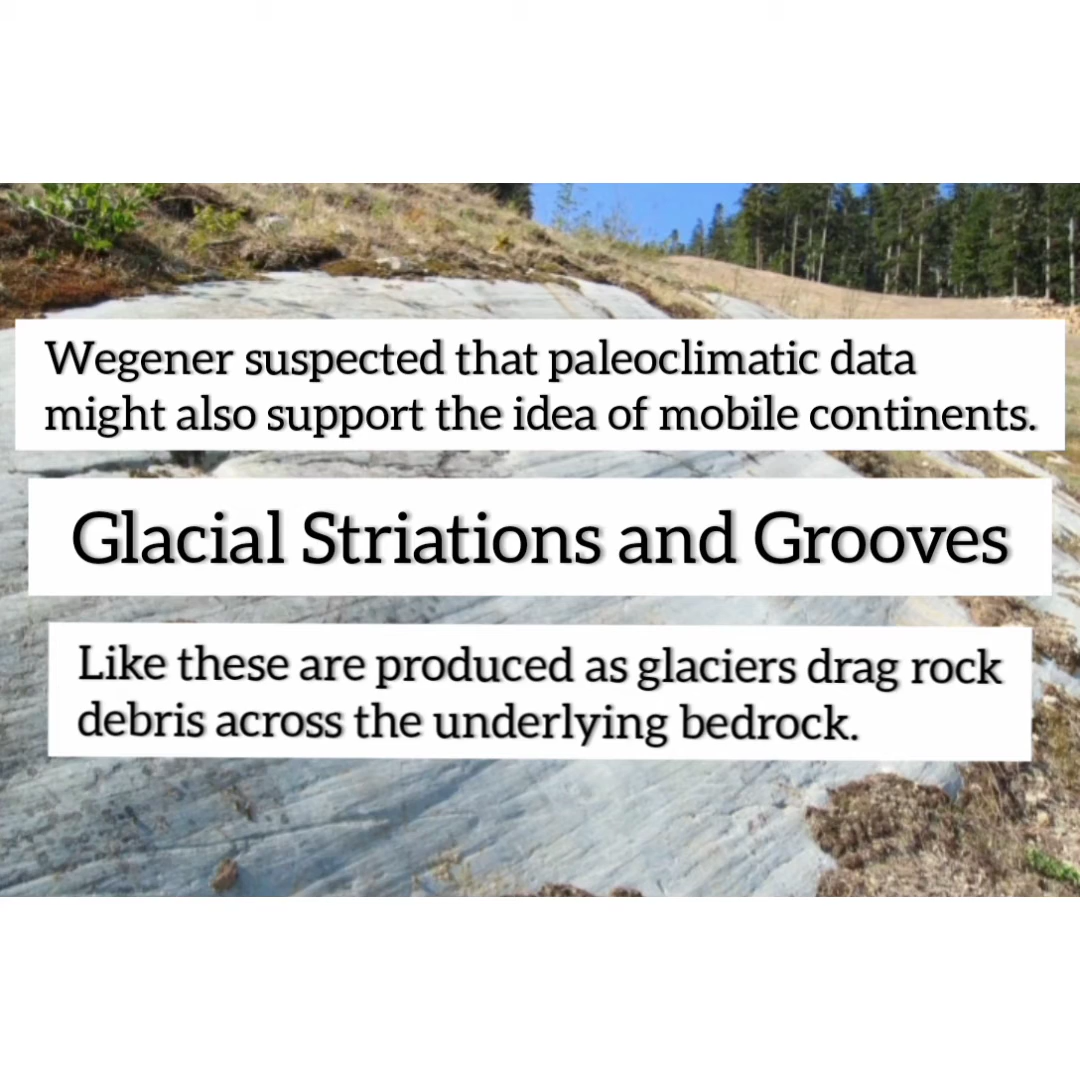 Wegener suspected that paleoclimatic data
might also support the idea of mobile continents.
Glacial Striations and Grooves
Like these are produced as glaciers drag rock
debris across the underlying bedrock.